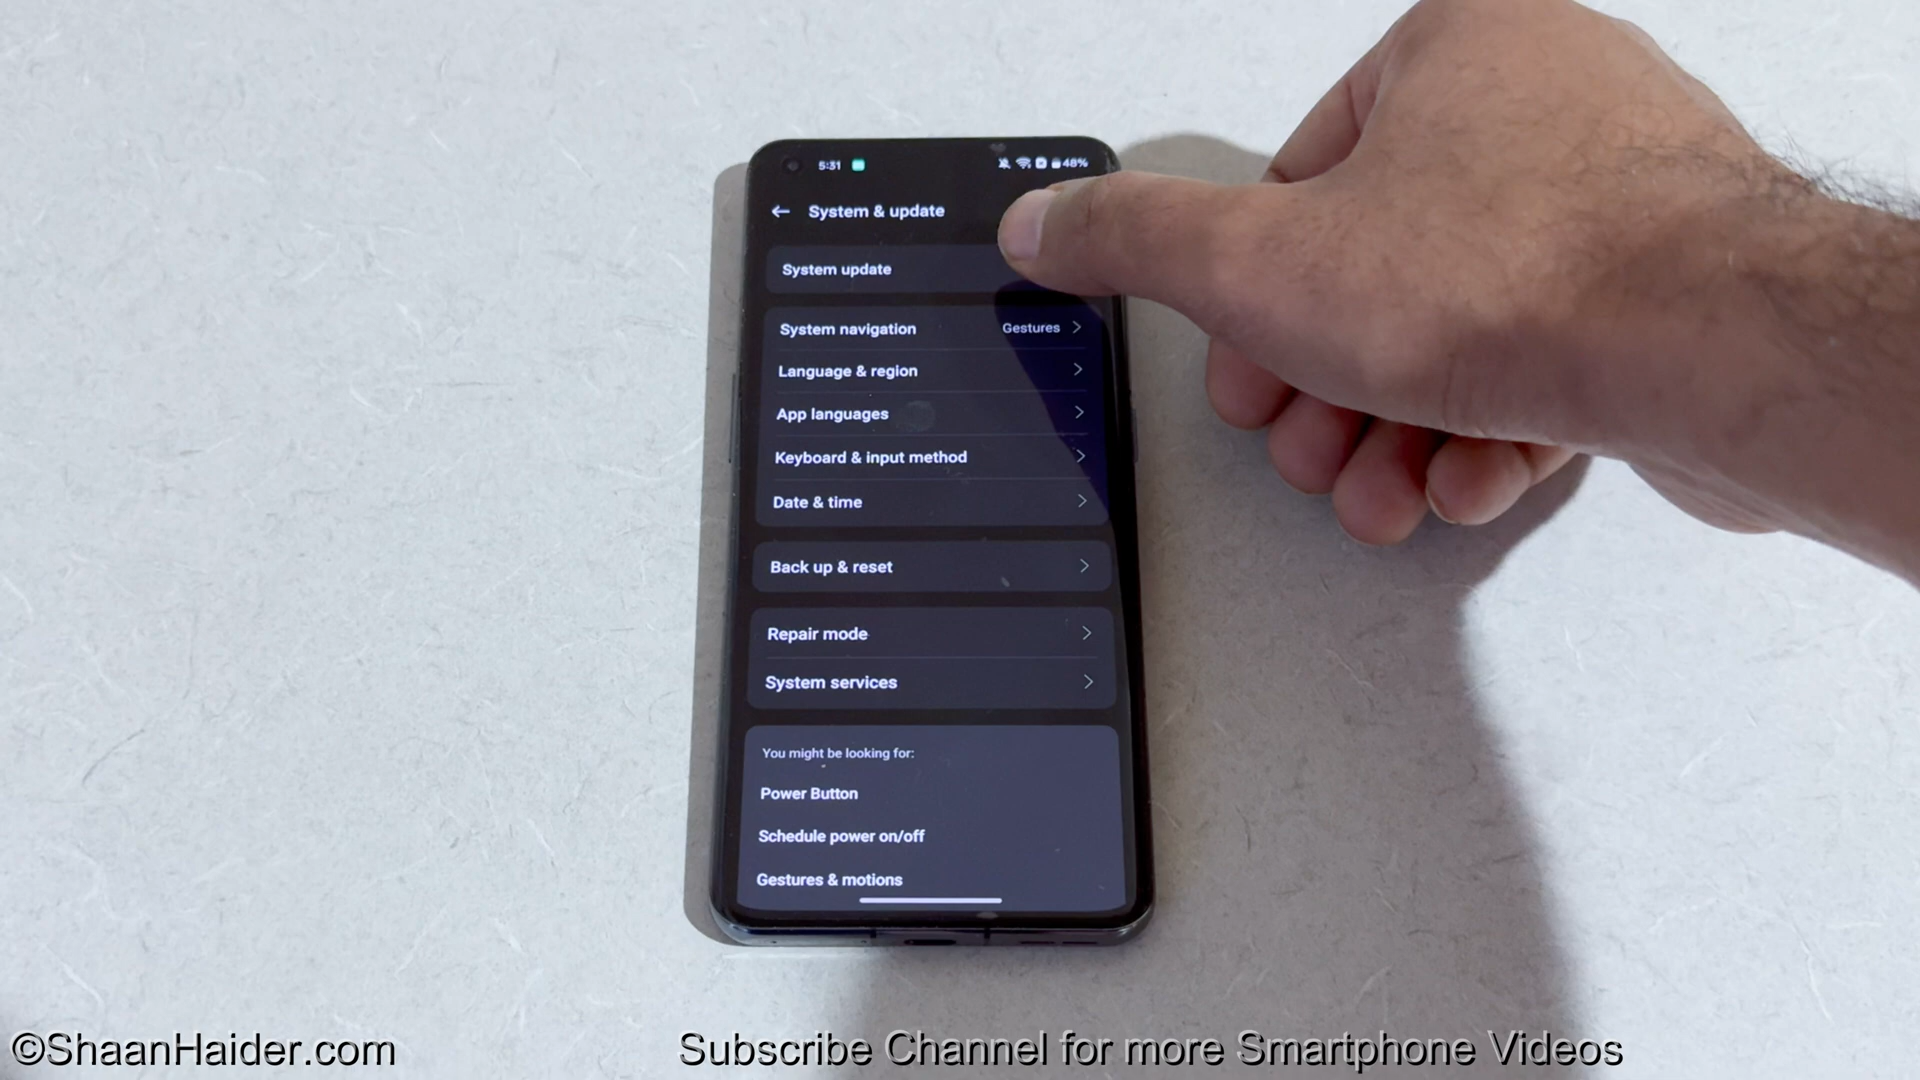 5:31
48%
System & update
System update
System navigation Gestures
Language & region
App languages
Keyboard & input method
Date & time
Back up & reset
Repair mode
System services
You might be looking for:
Power Button
Schedule power on/off
Gestures & motions
©ShaanHaider.com
Subscribe Channel for more Smartphone Videos